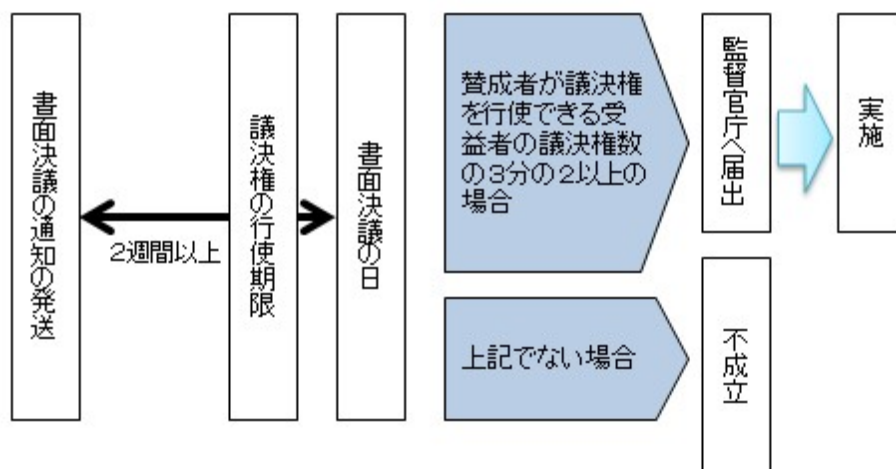 書面決議の通知の発送
2週間以上
議決権の行使期限
書面決議の日
賛成者が議決権
を行使できる受
益者の議決権数
の3分の2以上の
場合
監督官庁へ届出
実施
上記でない場合
不成立